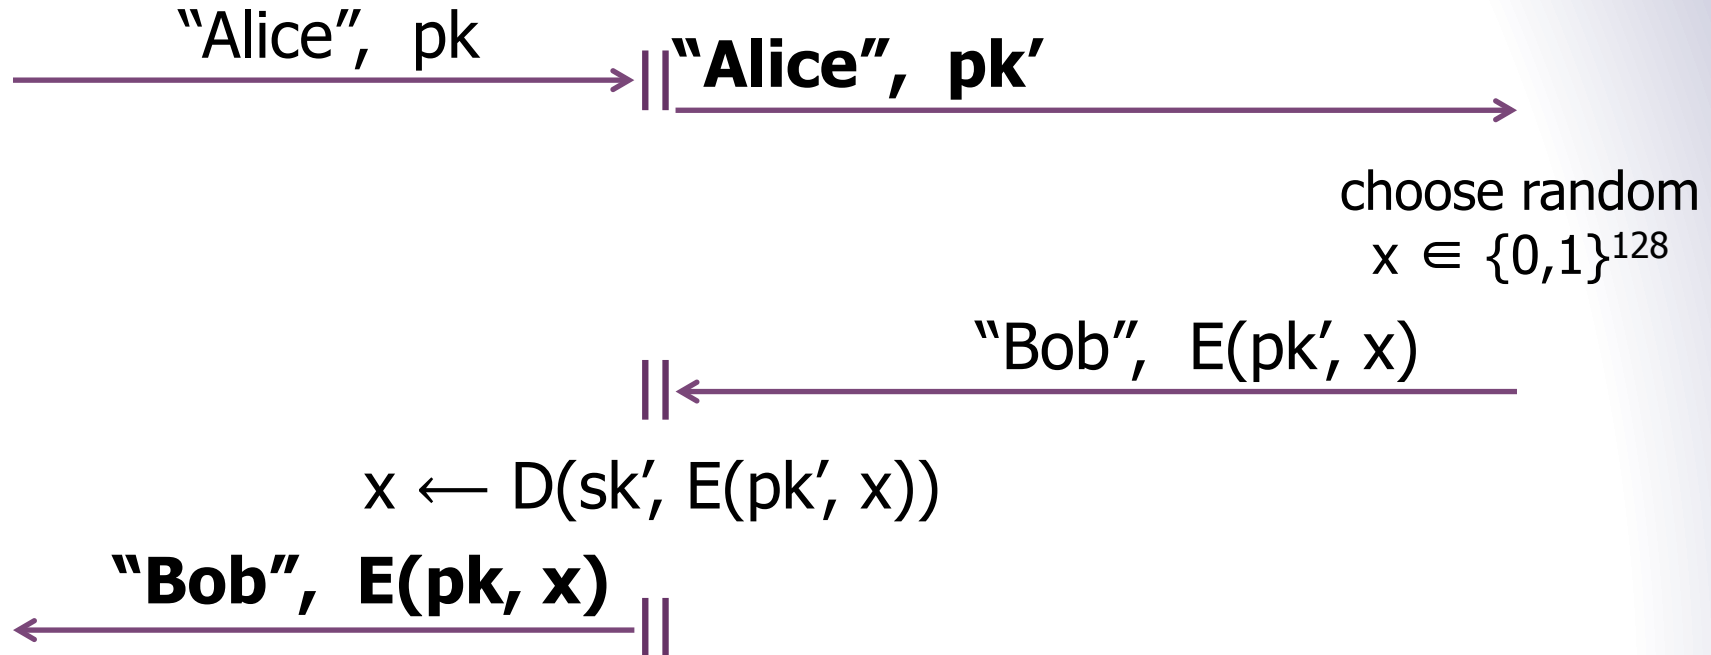 “Alice”, pk
“Alice”, pk’
choose random
x ∈ {0,1}¹²⁸
“Bob”, E(pk’, x)
x ⟵ D(sk’, E(pk’, x))
“Bob”, E(pk, x)